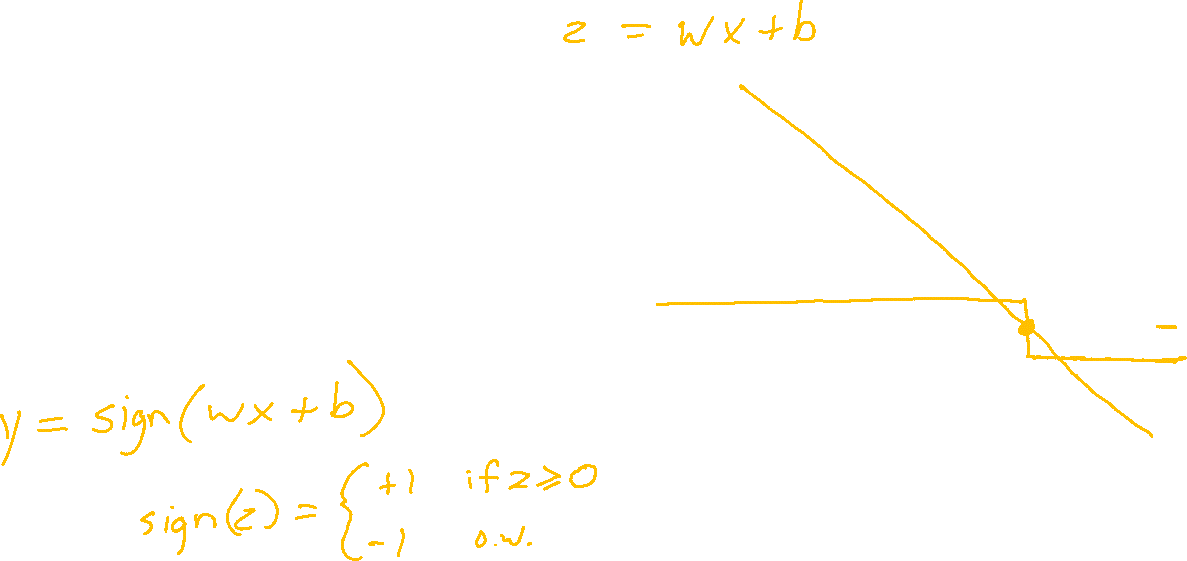 z = wx+b
y = sign(wx+b)
sign(z) = { +1 if z ⩾ 0
-1 o.w.
-